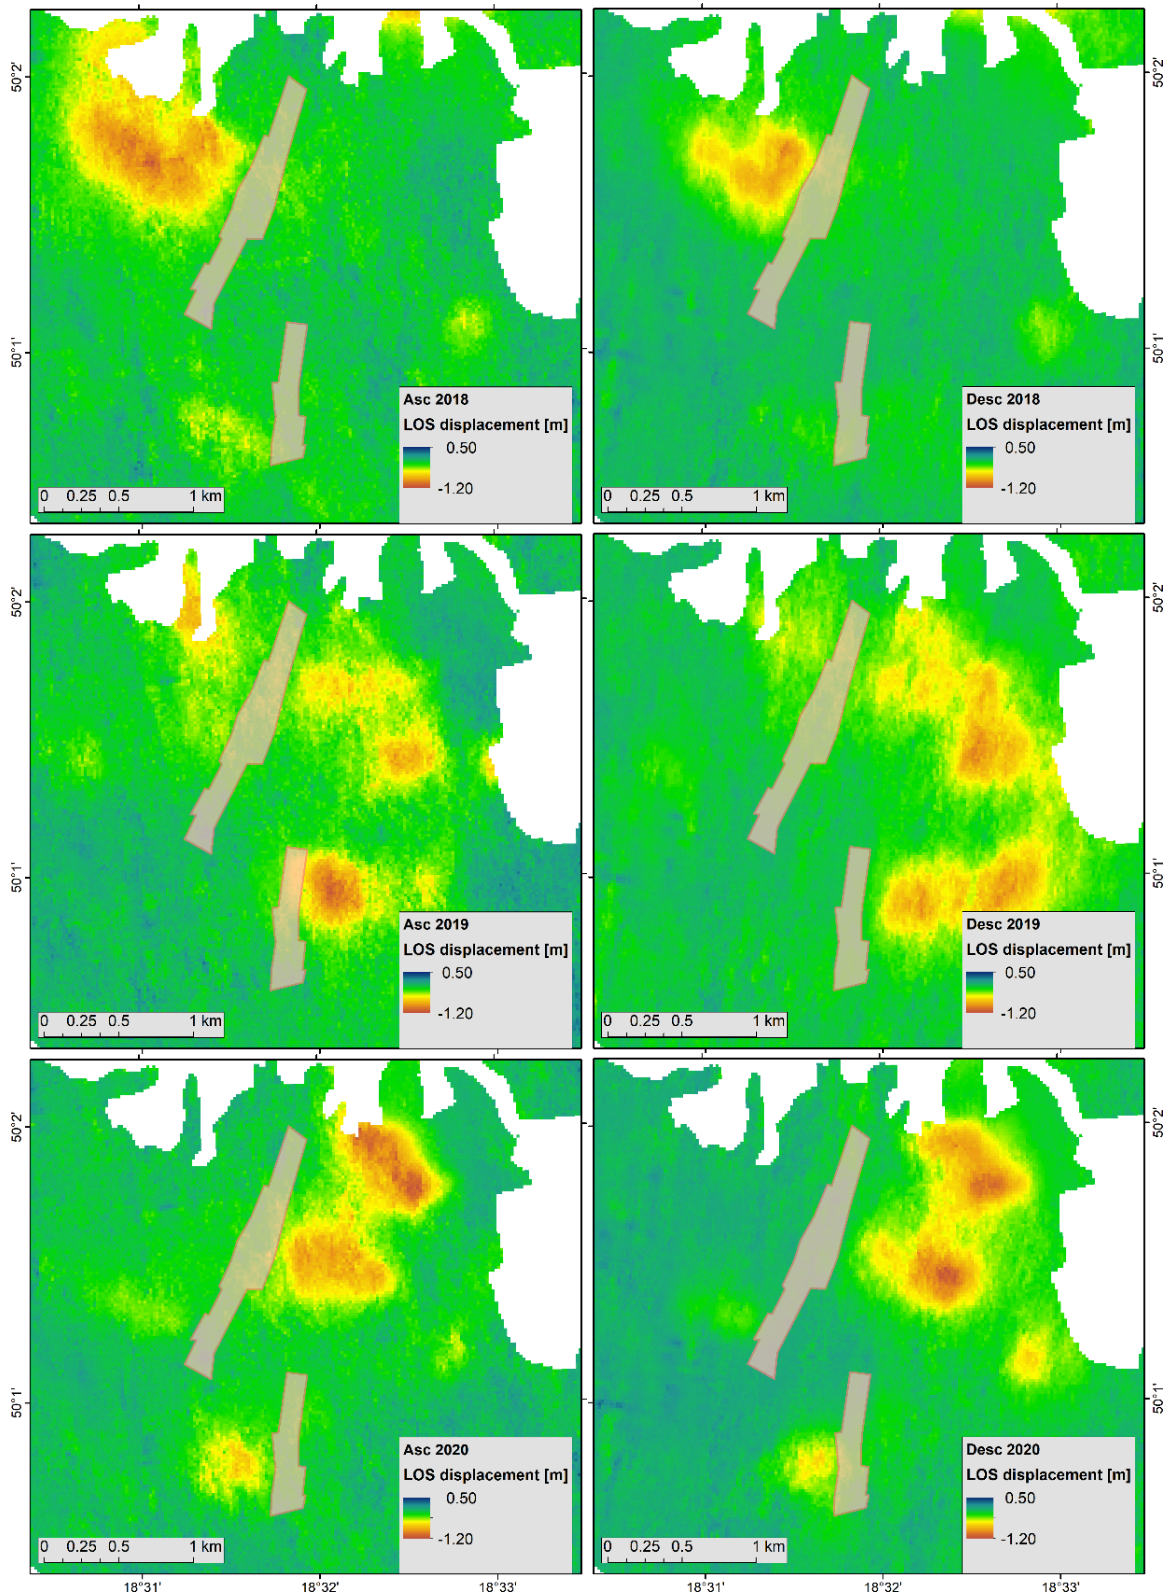 50°2'
50°1'
Asc 2018
LOS displacement [m]
0.50
-1.20
0 0.25 0.5 1 km
50°2'
50°1'
Desc 2018
LOS displacement [m]
0.50
-1.20
0 0.25 0.5 1 km
50°2'
50°1'
Asc 2019
LOS displacement [m]
0.50
-1.20
0 0.25 0.5 1 km
50°2'
50°1'
Desc 2019
LOS displacement [m]
0.50
-1.20
0 0.25 0.5 1 km
50°2'
50°1'
Asc 2020
LOS displacement [m]
0.50
-1.20
0 0.25 0.5 1 km
18°31' 18°32' 18°33'
50°2'
50°1'
Desc 2020
LOS displacement [m]
0.50
-1.20
0 0.25 0.5 1 km
18°31' 18°32' 18°33'